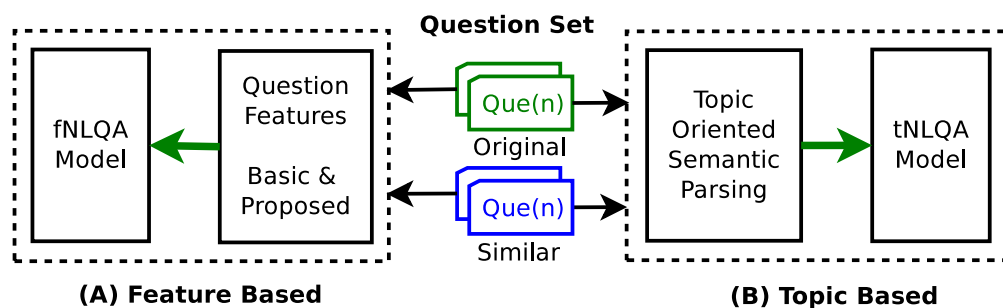 Question Set
fNLQA
Model
Question
Features
Basic &
Proposed
Que(n)
Original
Que(n)
Similar
Topic
Oriented
Semantic
Parsing
tNLQA
Model
(A) Feature Based
(B) Topic Based